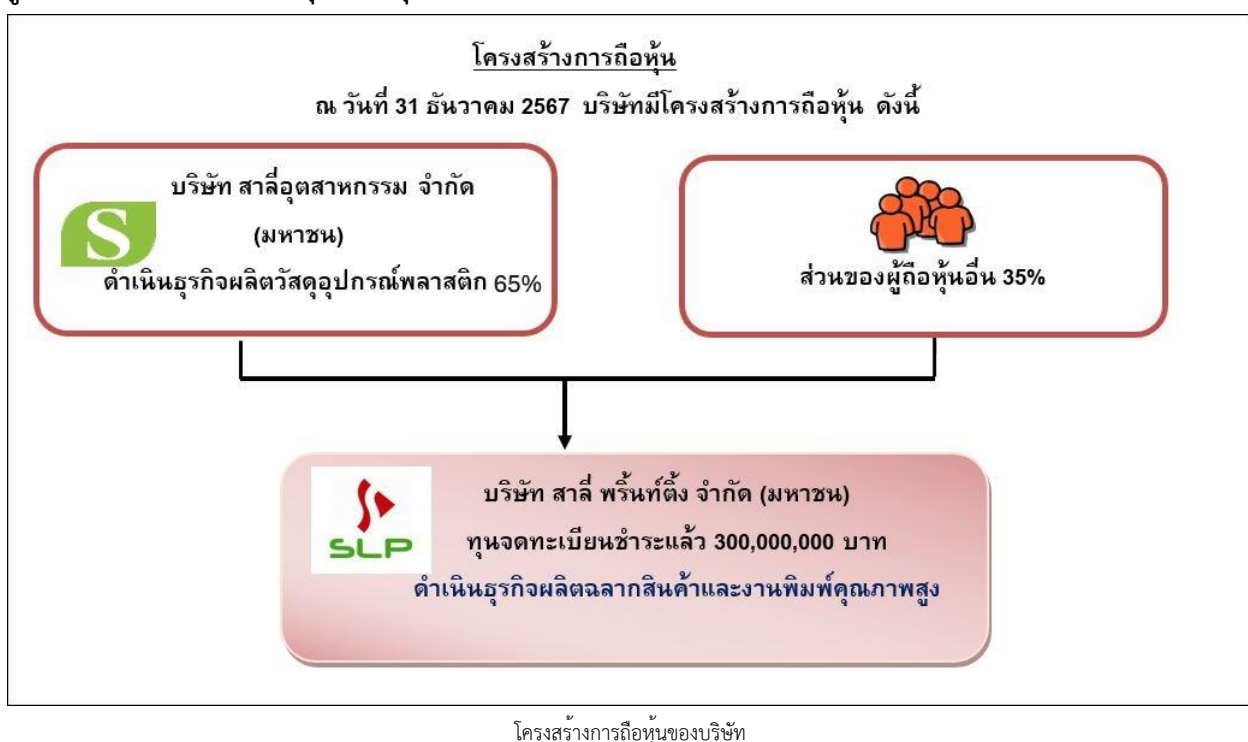 โครงสร้างการถือหุ้น
ณ วันที่ 31 ธันวาคม 2567 บริษัทมีโครงสร้างการถือหุ้น ดังนี้
บริษัท สาลี่อุตสาหกรรม จำกัด
(มหาชน)
S
ดำเนินธุรกิจผลิตวัสดุอุปกรณ์พลาสติก 65%
ส่วนของผู้ถือหุ้นอื่น 35%
บริษัท สาลี่ พริ้นท์ติ้ง จำกัด (มหาชน)
SLP
ทุนจดทะเบียนชำระแล้ว 300,000,000 บาท
ดำเนินธุรกิจผลิตฉลากสินค้าและงานพิมพ์คุณภาพสูง
โครงสร้างการถือหุ้นของบริษัท